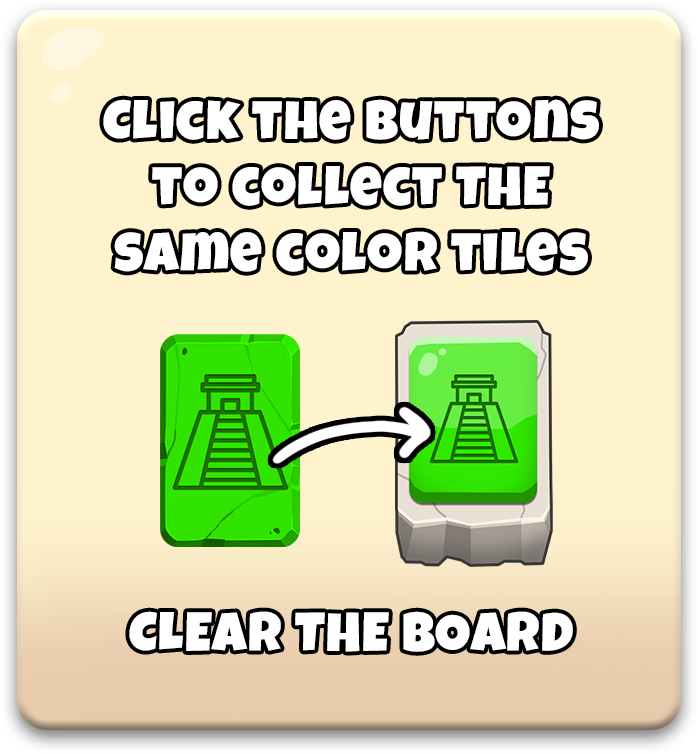 CLICK THE BUTTONS
TO COLLECT THE
SAME COLOR TILES
CLEAR THE BOARD